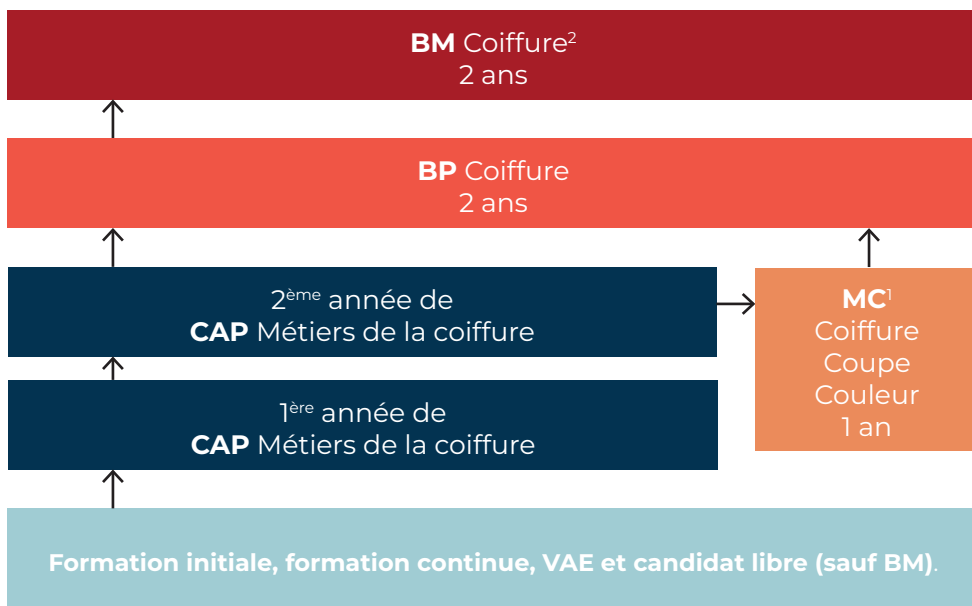 BM Coiffure²
2 ans
BP Coiffure
2 ans
2ème année de
CAP Métiers de la coiffure
MC¹
Coiffure
Coupe
Couleur
1 an
1ère année de
CAP Métiers de la coiffure
Formation initiale, formation continue, VAE et candidat libre (sauf BM).